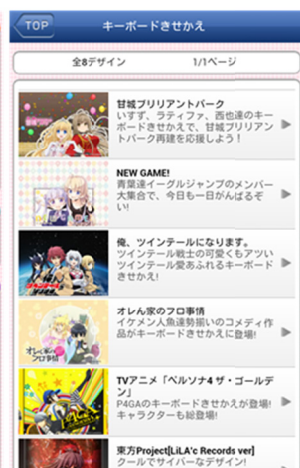 TOP
キーボードきせかえ
全8デザイン
1/1ページ
甘城ブリリアントパーク
いすず、ラティファ、西也達のキー
ボードきせかえで、甘城ブリリアン
トパーク再建を応援しよう!
NEW GAME!
青葉達イーグルジャンプのメンバー
大集合で、今日も一日がんばるぞ
い!
俺、ツインテールになります。
ツインテール戦士の可愛くもアツい
ツインテール愛あふれるキーボード
きせかえ!
オレん家のフロ事情
イケメン人魚達勢揃いのコメディ作
品がキーボードきせかえに登場!
オレん家の
フロ事情
TVアニメ「ペルソナ4 ザ・ゴールデ
ン」
P4GAのキーボードきせかえが登場!
キャラクターも総登場!
P4GA
東方Project[LiLA'c Records ver]
クールでサイバーなデザイン!